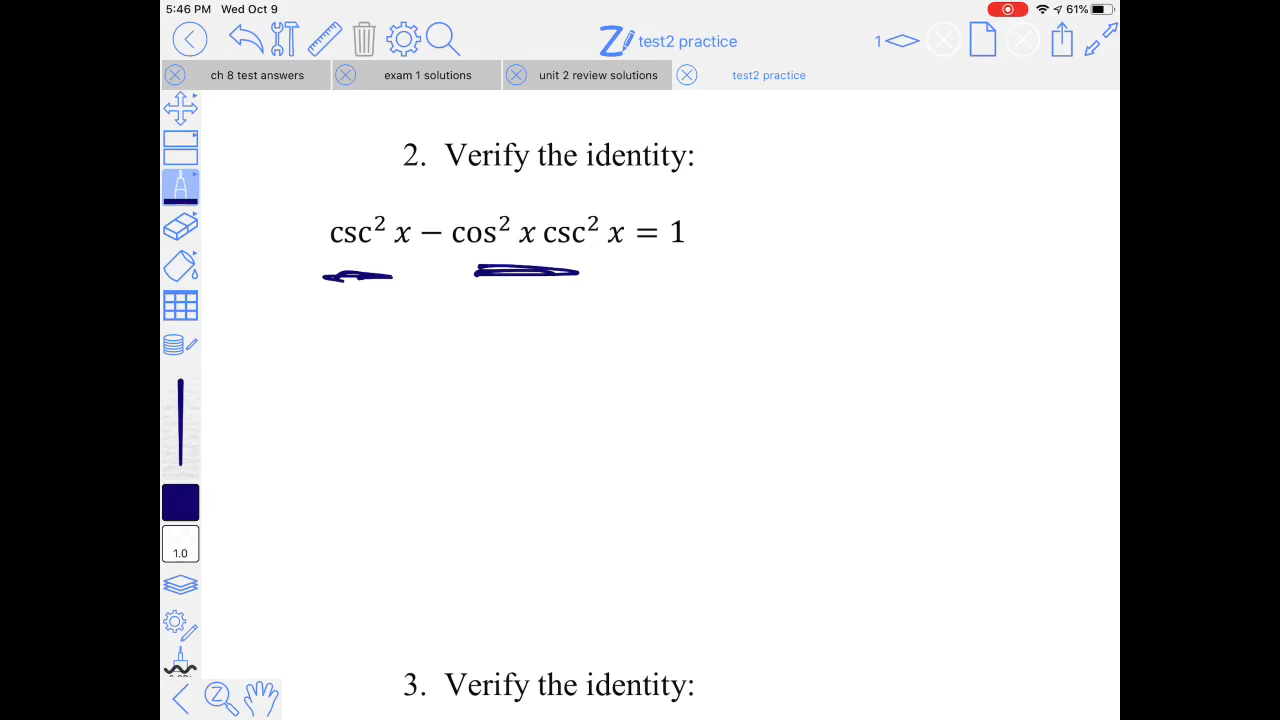 5:46 PM Wed Oct 9 61%
test2 practice 1
ch 8 test answers exam 1 solutions unit 2 review solutions test2 practice
2. Verify the identity:
csc² x − cos² x csc² x = 1
1.0
3. Verify the identity: